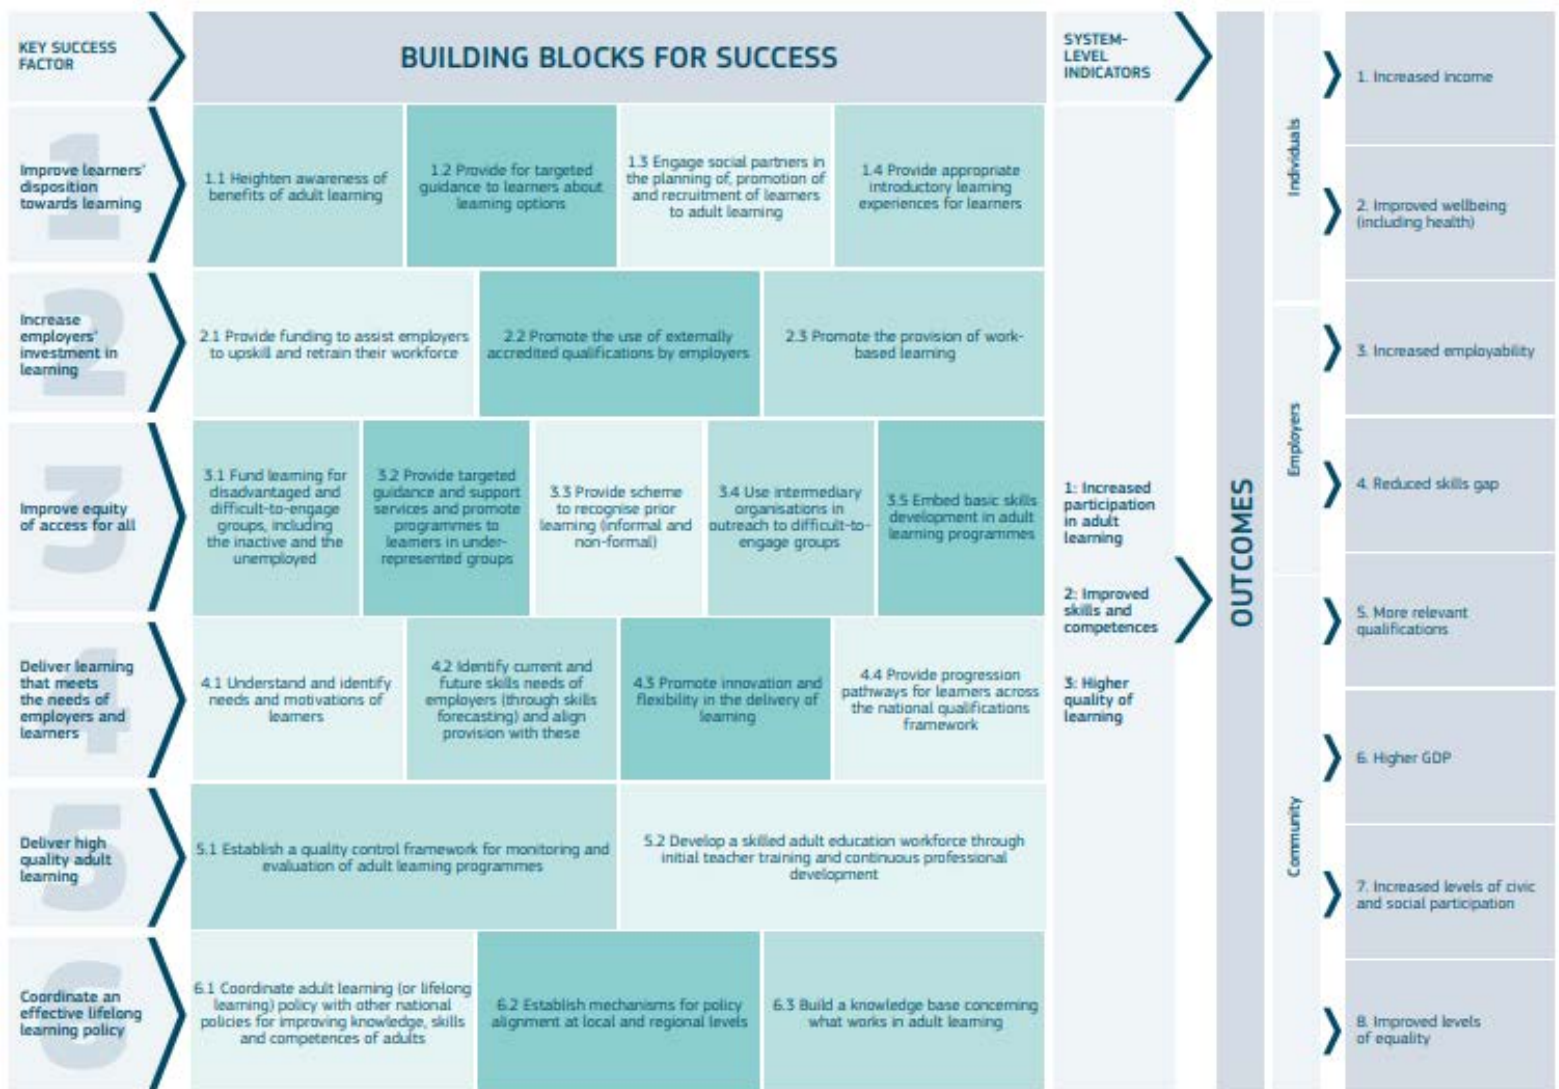 KEY SUCCESS
FACTOR
BUILDING BLOCKS FOR SUCCESS
SYSTEM-
LEVEL
INDICATORS
1
Improve learners'
disposition
towards learning
1.1 Heighten awareness of
benefits of adult learning
1.2 Provide for targeted
guidance to learners about
learning options
1.3 Engage social partners in
the planning of, promotion of
and recruitment of learners
to adult learning
1.4 Provide appropriate
introductory learning
experiences for learners
2
Increase
employers'
investment in
learning
2.1 Provide funding to assist employers
to upskill and retrain their workforce
2.2 Promote the use of externally
accredited qualifications by employers
2.3 Promote the provision of work-
based learning
3
Improve equity
of access for all
3.1 Fund learning for
disadvantaged and
difficult-to-engage
groups, including
the inactive and the
unemployed
3.2 Provide targeted
guidance and support
services and promote
programmes to
learners in under-
represented groups
3.3 Provide scheme
to recognise prior
learning (informal and
non-formal)
3.4 Use intermediary
organisations in
outreach to difficult-to-
engage groups
3.5 Embed basic skills
development in adult
learning programmes
4
Deliver learning
that meets
the needs of
employers and
learners
4.1 Understand and identify
needs and motivations of
learners
4.2 Identify current and
future skills needs of
employers (through skills
forecasting) and align
provision with these
4.3 Promote innovation and
flexibility in the delivery of
learning
4.4 Provide progression
pathways for learners across
the national qualifications
framework
5
Deliver high
quality adult
learning
5.1 Establish a quality control framework for monitoring and
evaluation of adult learning programmes
5.2 Develop a skilled adult education workforce through
initial teacher training and continuous professional
development
6
Coordinate an
effective lifelong
learning policy
6.1 Coordinate adult learning (or lifelong
learning) policy with other national
policies for improving knowledge, skills
and competences of adults
6.2 Establish mechanisms for policy
alignment at local and regional levels
6.3 Build a knowledge base concerning
what works in adult learning
1: Increased
participation
in adult
learning
2: Improved
skills and
competences
3: Higher
quality of
learning
OUTCOMES
Individuals
Employers
Community
1. Increased income
2. Improved wellbeing
(including health)
3. Increased employability
4. Reduced skills gap
5. More relevant
qualifications
6. Higher GDP
7. Increased levels of civic
and social participation
8. Improved levels
of equality